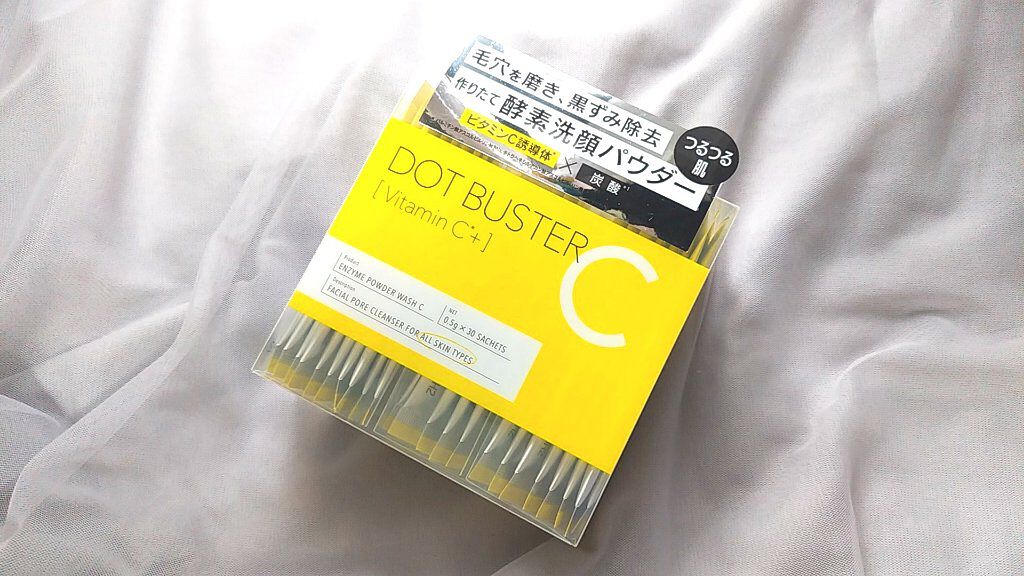 毛穴を磨き、黒ずみ除去
作りたて酵素洗顔パウダー
ビタミンC誘導体*
×
炭酸*¹
つるつる
肌
DOT BUSTER
C
[Vitamin C*+]
Product
ENZYME POWDER WASH C
NET
0.5g × 30 SACHETS
Description
FACIAL PORE CLEANSER FOR ALL SKIN TYPES